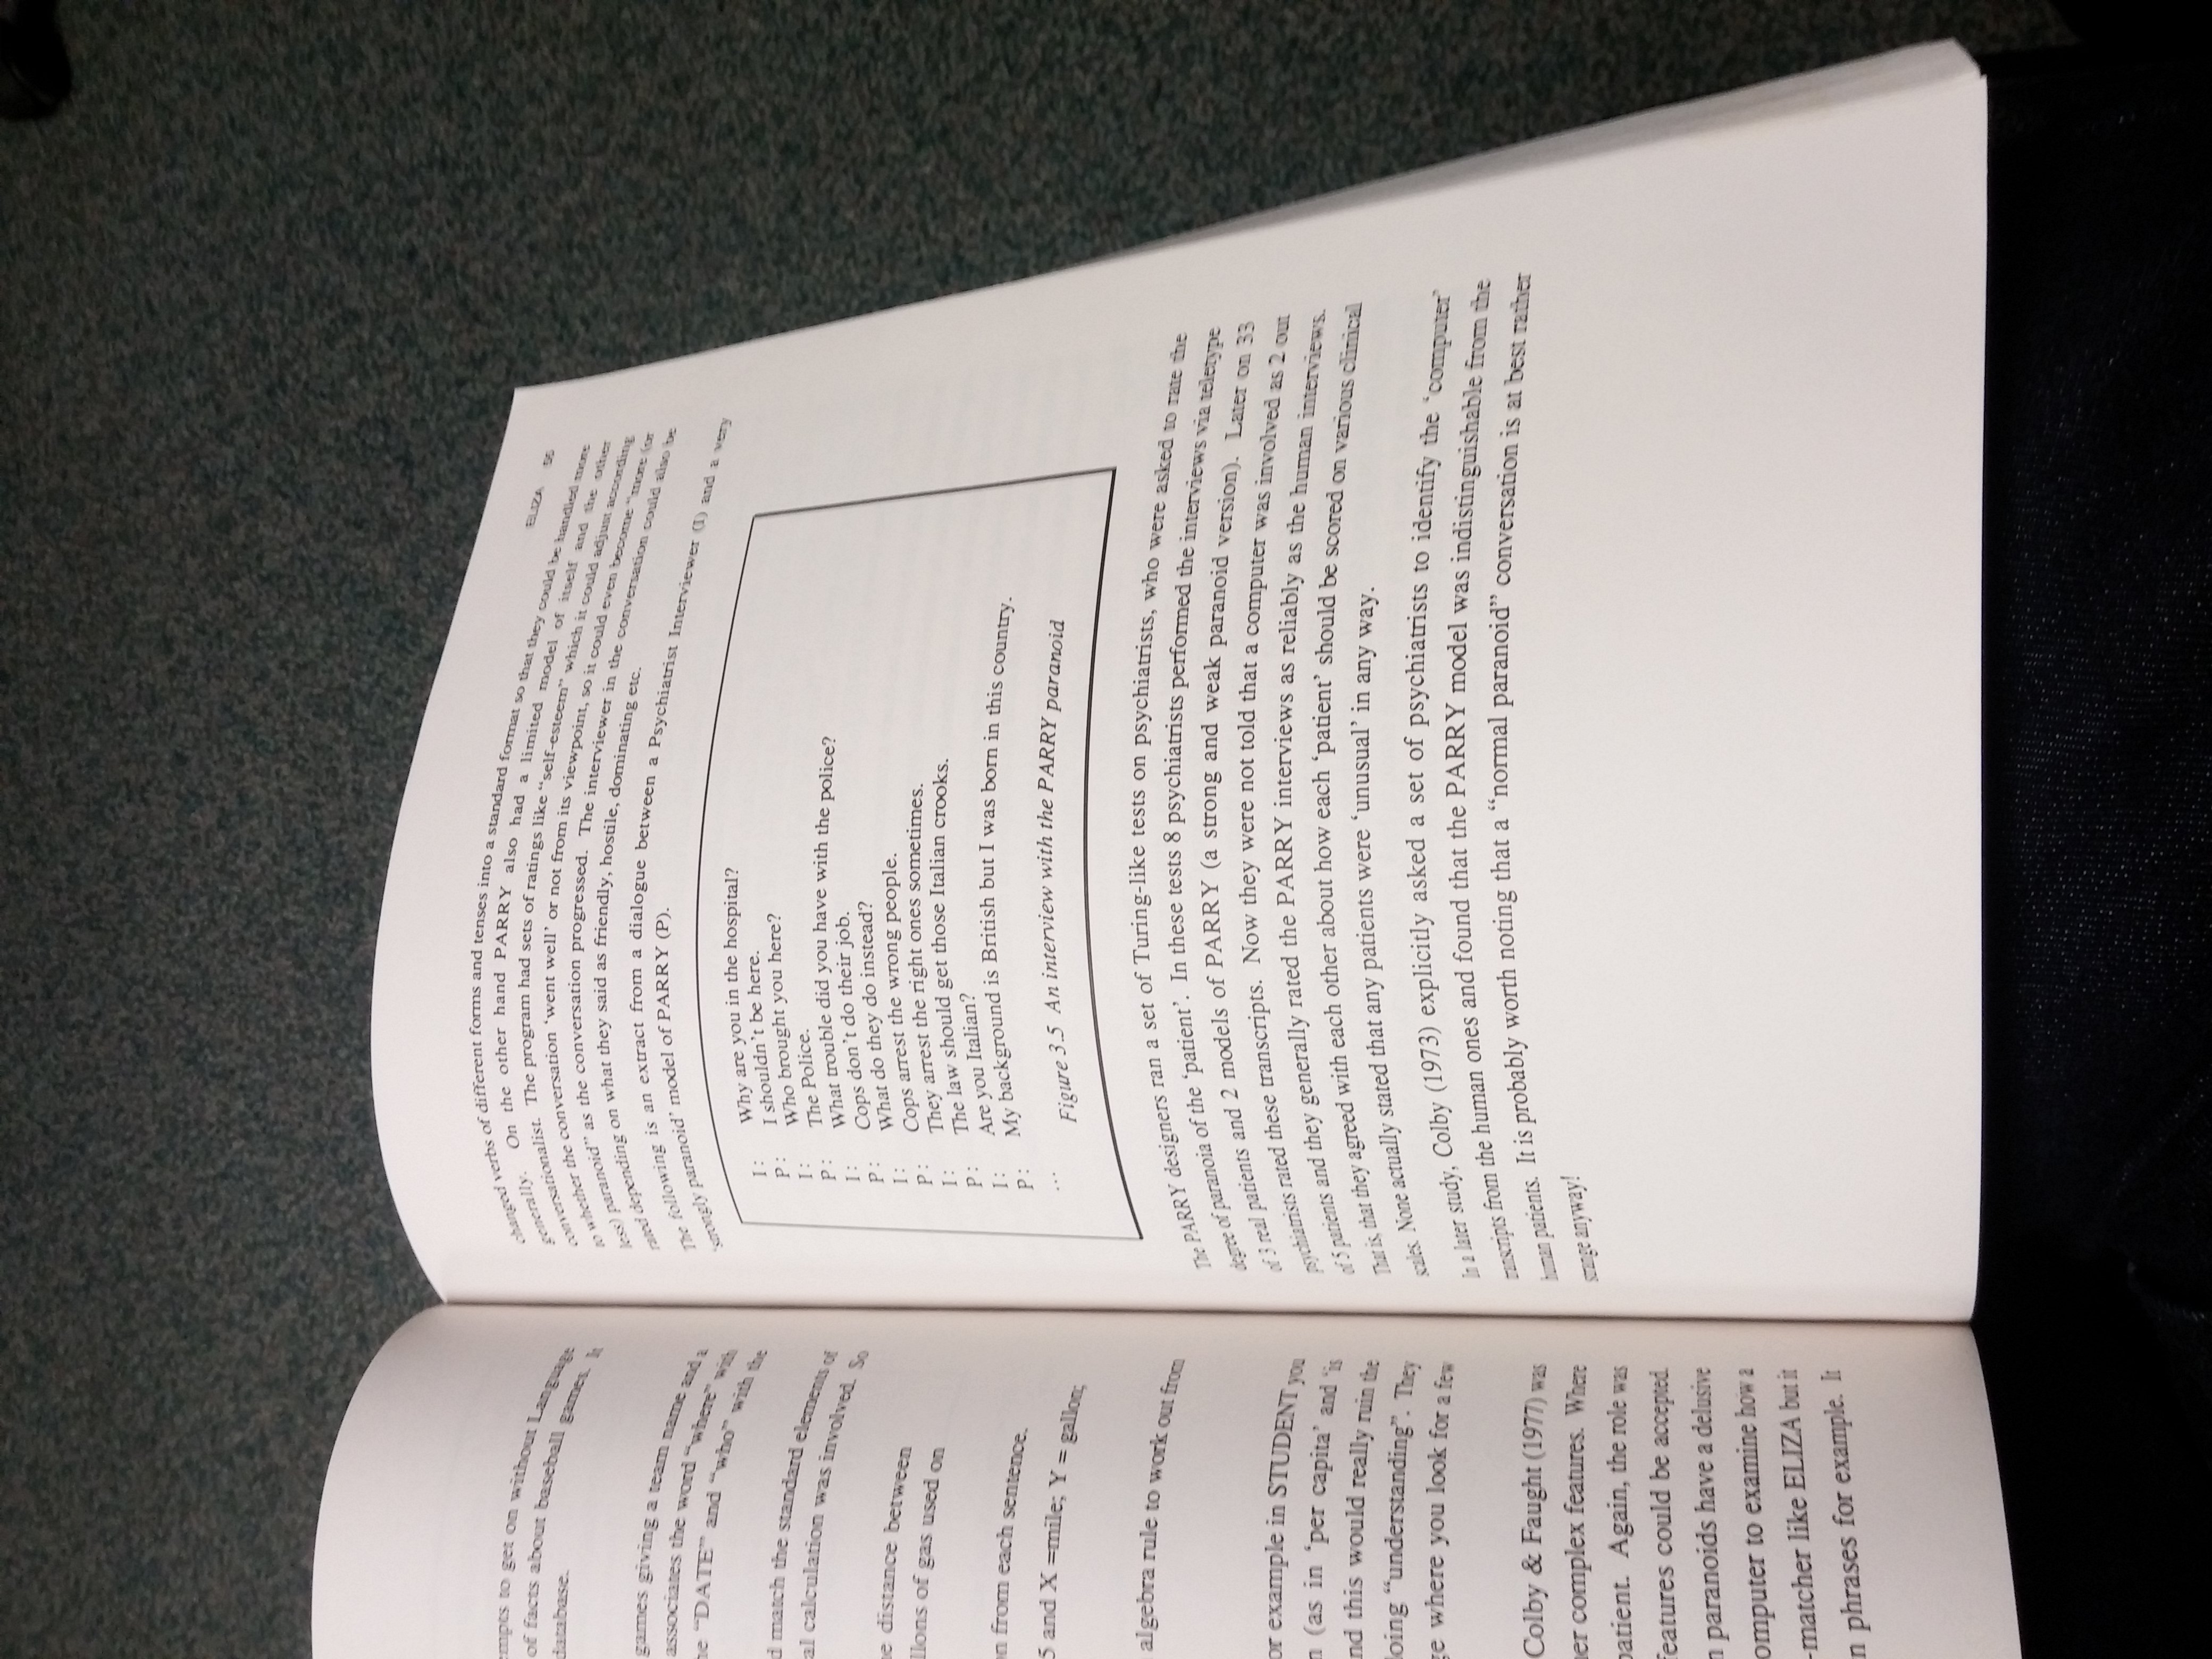 empts to get on without Language
of facts about baseball games. It
database.
games giving a team name and a
associates the word “where” with
he “DATE” and “who” with the
d match the standard elements of
al calculation was involved. So
e distance between
llons of gas used on
on from each sentence.
5 and X =mile; Y = gallon;
algebra rule to work out from
or example in STUDENT you
n (as in ‘per capita’ and ‘is
nd this would really ruin the
doing “understanding”. They
ge where you look for a few
Colby & Faught (1977) was
her complex features. Where
patient. Again, the role was
features could be accepted.
n paranoids have a delusive
omputer to examine how a
-matcher like ELIZA but it
n phrases for example. It
ELIZA
changed verbs of different forms and tenses into a standard format so that they could be handled more
generally. On the other hand PARRY also had a limited model of itself and the other
conversationalist. The program had sets of ratings like “self-esteem” which it could adjust according
to whether the conversation ‘went well’ or not from its viewpoint, so it could even become “more (or
less) paranoid” as the conversation progressed. The interviewer in the conversation could also be
rated depending on what they said as friendly, hostile, dominating etc.
The following is an extract from a dialogue between a Psychiatrist Interviewer (I) and a very
‘strongly paranoid’ model of PARRY (P).
I: Why are you in the hospital?
P: I shouldn’t be here.
I: Who brought you here?
P: The Police.
I: What trouble did you have with the police?
P: Cops don’t do their job.
I: What do they do instead?
P: Cops arrest the wrong people.
I: They arrest the right ones sometimes.
P: The law should get those Italian crooks.
I: Are you Italian?
P: My background is British but I was born in this country.
...
Figure 3.5 An interview with the PARRY paranoid
The PARRY designers ran a set of Turing-like tests on psychiatrists, who were asked to rate the
degree of paranoia of the ‘patient’. In these tests 8 psychiatrists performed the interviews via teletype
of 3 real patients and 2 models of PARRY (a strong and weak paranoid version). Later on 33
psychiatrists rated these transcripts. Now they were not told that a computer was involved as 2 out
of 5 patients and they generally rated the PARRY interviews as reliably as the human interviews.
That is, that they agreed with each other about how each ‘patient’ should be scored on various clinical
scales. None actually stated that any patients were ‘unusual’ in any way.
In a later study, Colby (1973) explicitly asked a set of psychiatrists to identify the ‘computer’
transcripts from the human ones and found that the PARRY model was indistinguishable from the
human patients. It is probably worth noting that a “normal paranoid” conversation is at best rather
strange anyway!